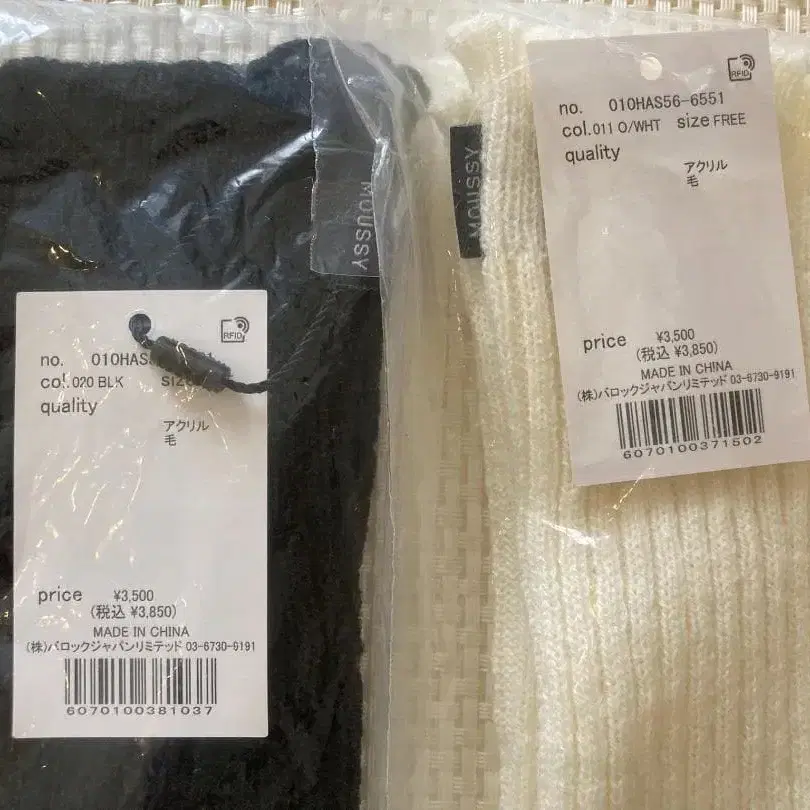 MOUSSY
RFID
no. 010HAS
col.020 BLK size
quality
アクリル
毛
price ¥3,500
(税込 ¥3,850)
MADE IN CHINA
(株)バロックジャパンリミテッド 03-6730-9191
6070100381037
MOUSSY
RFID
no. 010HAS56-6551
col.011 O/WHT size FREE
quality
アクリル
毛
price ¥3,500
(税込 ¥3,850)
MADE IN CHINA
(株)バロックジャパンリミテッド 03-6730-9191
6070100371502